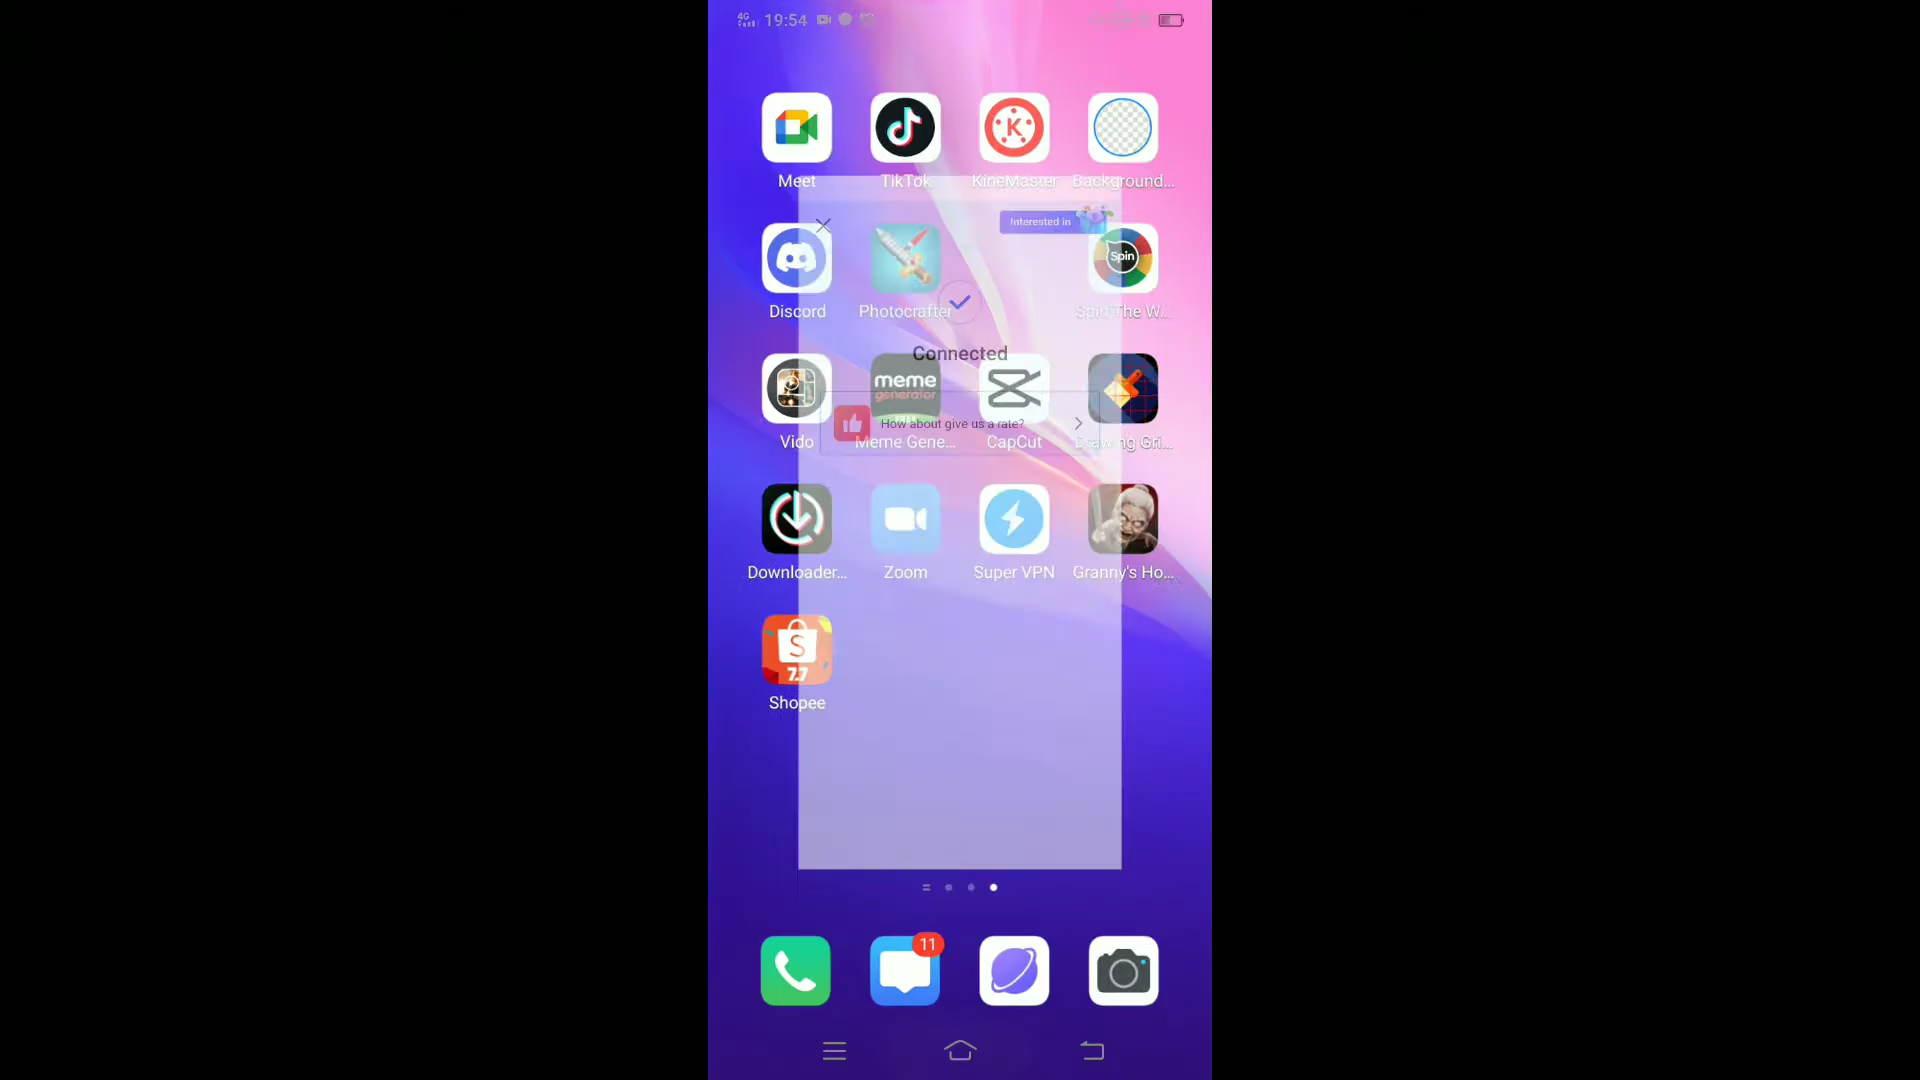 4G 19:54
Meet TikTok KineMaster Background...
Interested in
Spin
Discord Photocrafter Spin The W...
Connected
meme
generator
How about give us a rate?
Vido Meme Gene... CapCut Drawing Gri...
Downloader... Zoom Super VPN Granny's Ho...
S
7.7
Shopee
11